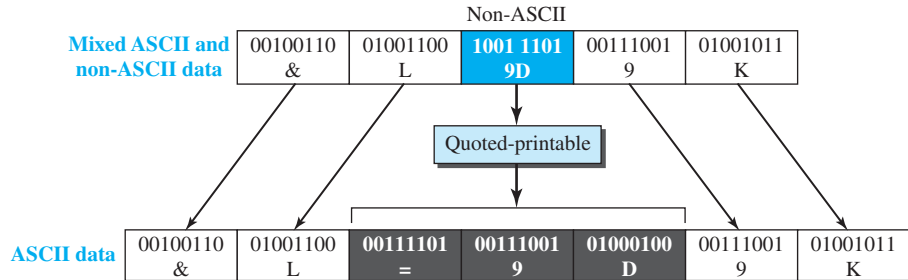 Non-ASCII
Mixed ASCII and non-ASCII data
00100110 01001100 1001 1101 00111001 01001011
& L 9D 9 K
Quoted-printable
ASCII data
00100110 01001100 00111101 00111001 01000100 00111001 01001011
& L = 9 D 9 K